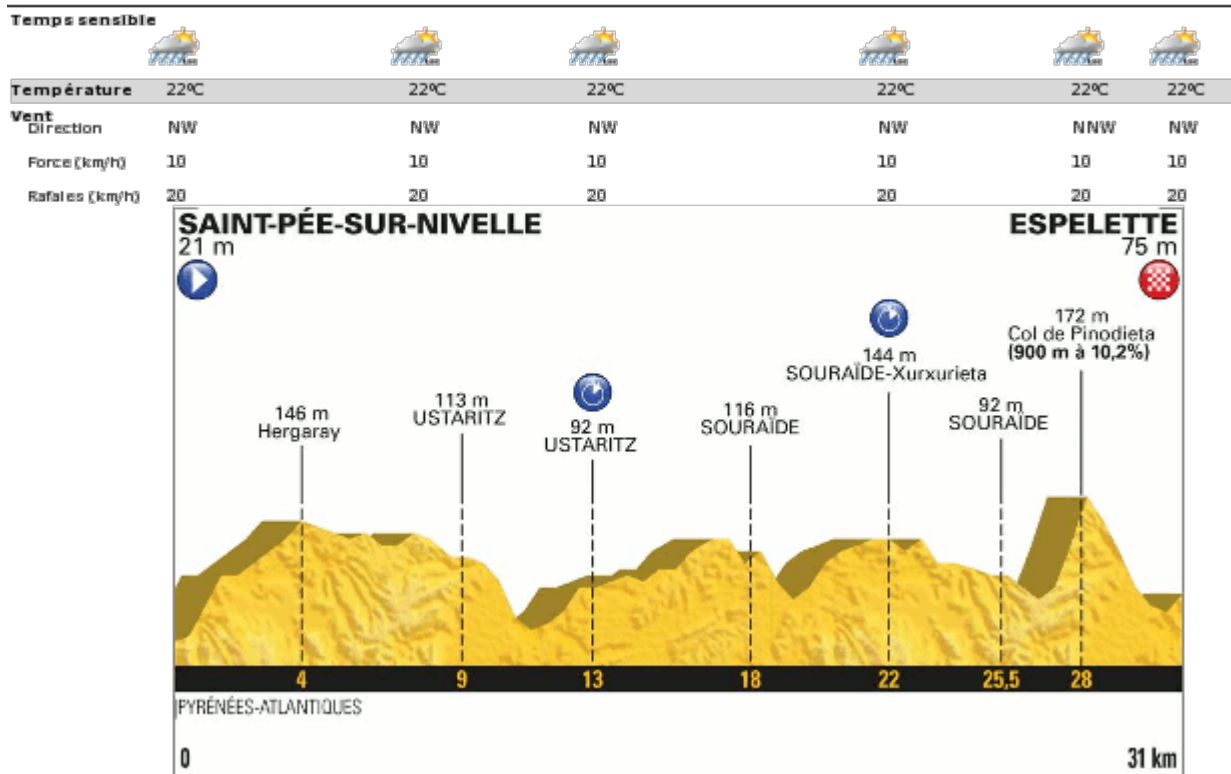 Temps sensible
Température 22ºC 22ºC 22ºC 22ºC 22ºC 22ºC
Vent
Direction NW NW NW NW NNW NW
Force (km/h) 10 10 10 10 10 10
Rafales (km/h) 20 20 20 20 20 20
SAINT-PÉE-SUR-NIVELLE ESPELETTE
21 m 75 m
172 m
Col de Pinodieta
(900 m à 10,2%)
144 m
SOURAÏDE-Xurxurieta
146 m
Hergaray
113 m
USTARITZ
92 m
USTARITZ
116 m
SOURAÏDE
92 m
SOURAÏDE
4 9 13 18 22 25,5 28
PYRÉNÉES-ATLANTIQUES
0 31 km